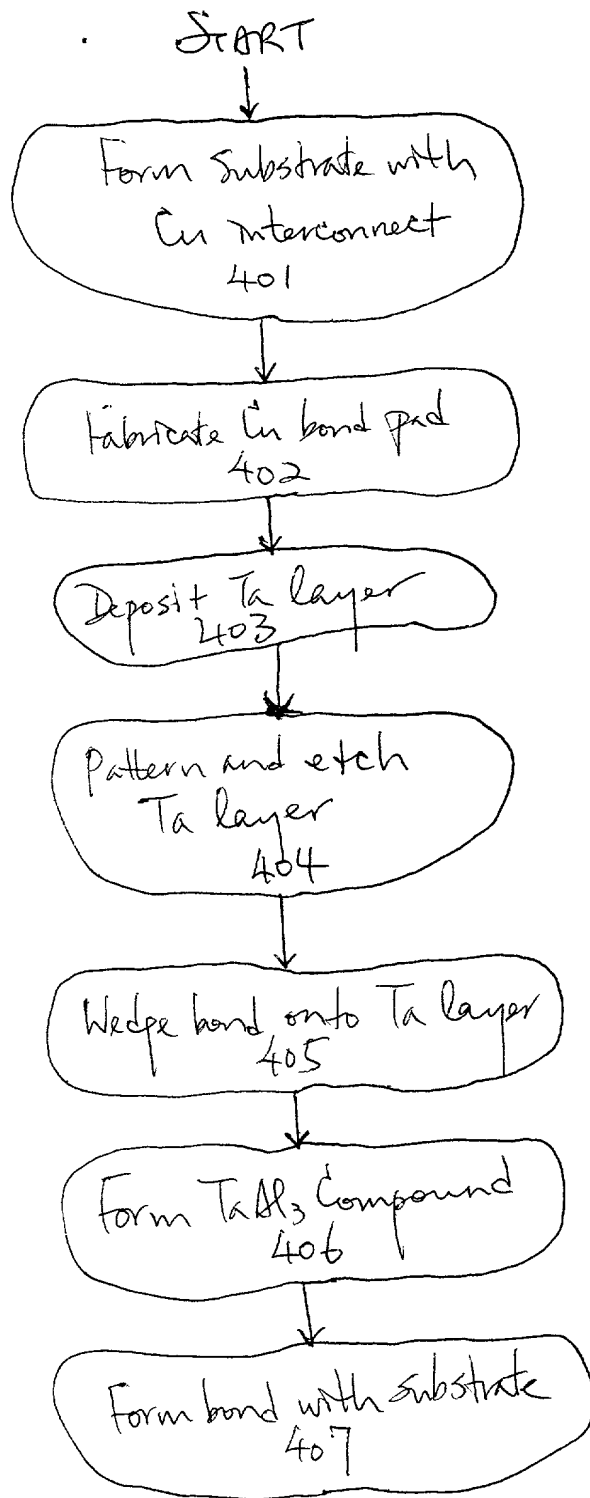 START
Form Substrate with
Cu interconnect
401
Fabricate Cu bond pad
402
Deposit Ta layer
403
Pattern and etch
Ta layer
404
Wedge bond onto Ta layer
405
Form TaAl₃ Compound
406
Form bond with substrate
407